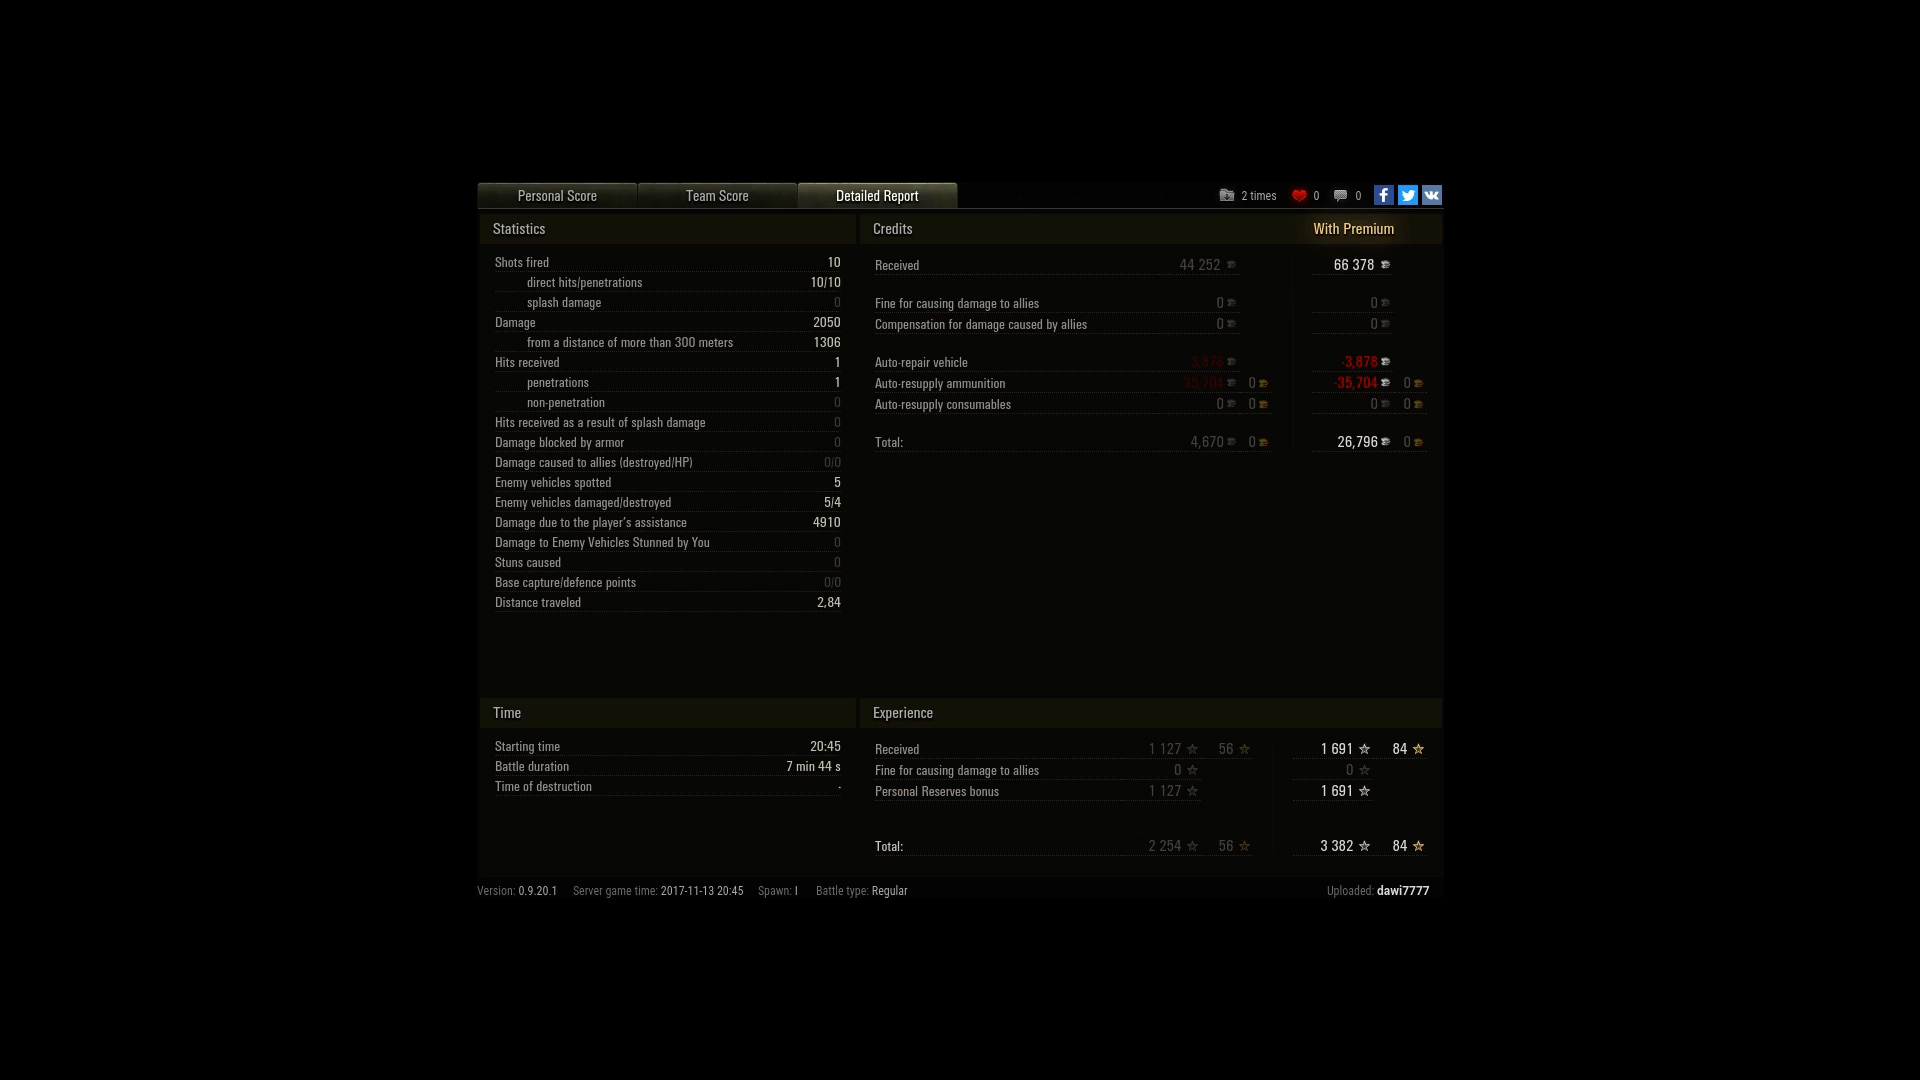 Personal Score Team Score Detailed Report 2 times 0 0
Statistics
Shots fired 10
direct hits/penetrations 10/10
splash damage 0
Damage 2050
from a distance of more than 300 meters 1306
Hits received 1
penetrations 1
non-penetration 0
Hits received as a result of splash damage 0
Damage blocked by armor 0
Damage caused to allies (destroyed/HP) 0/0
Enemy vehicles spotted 5
Enemy vehicles damaged/destroyed 5/4
Damage due to the player's assistance 4910
Damage to Enemy Vehicles Stunned by You 0
Stuns caused 0
Base capture/defence points 0/0
Distance traveled 2,84
Credits With Premium
Received 44 252 66 378
Fine for causing damage to allies 0 0
Compensation for damage caused by allies 0 0
Auto-repair vehicle 3,878 -3,878
Auto-resupply ammunition 35,704 0 -35,704 0
Auto-resupply consumables 0 0 0 0
Total: 4,670 0 26,796 0
Time
Starting time 20:45
Battle duration 7 min 44 s
Time of destruction -
Experience
Received 1 127 56 1 691 84
Fine for causing damage to allies 0 0
Personal Reserves bonus 1 127 1 691
Total: 2 254 56 3 382 84
Version: 0.9.20.1 Server game time: 2017-11-13 20:45 Spawn: I Battle type: Regular Uploaded: dawi7777